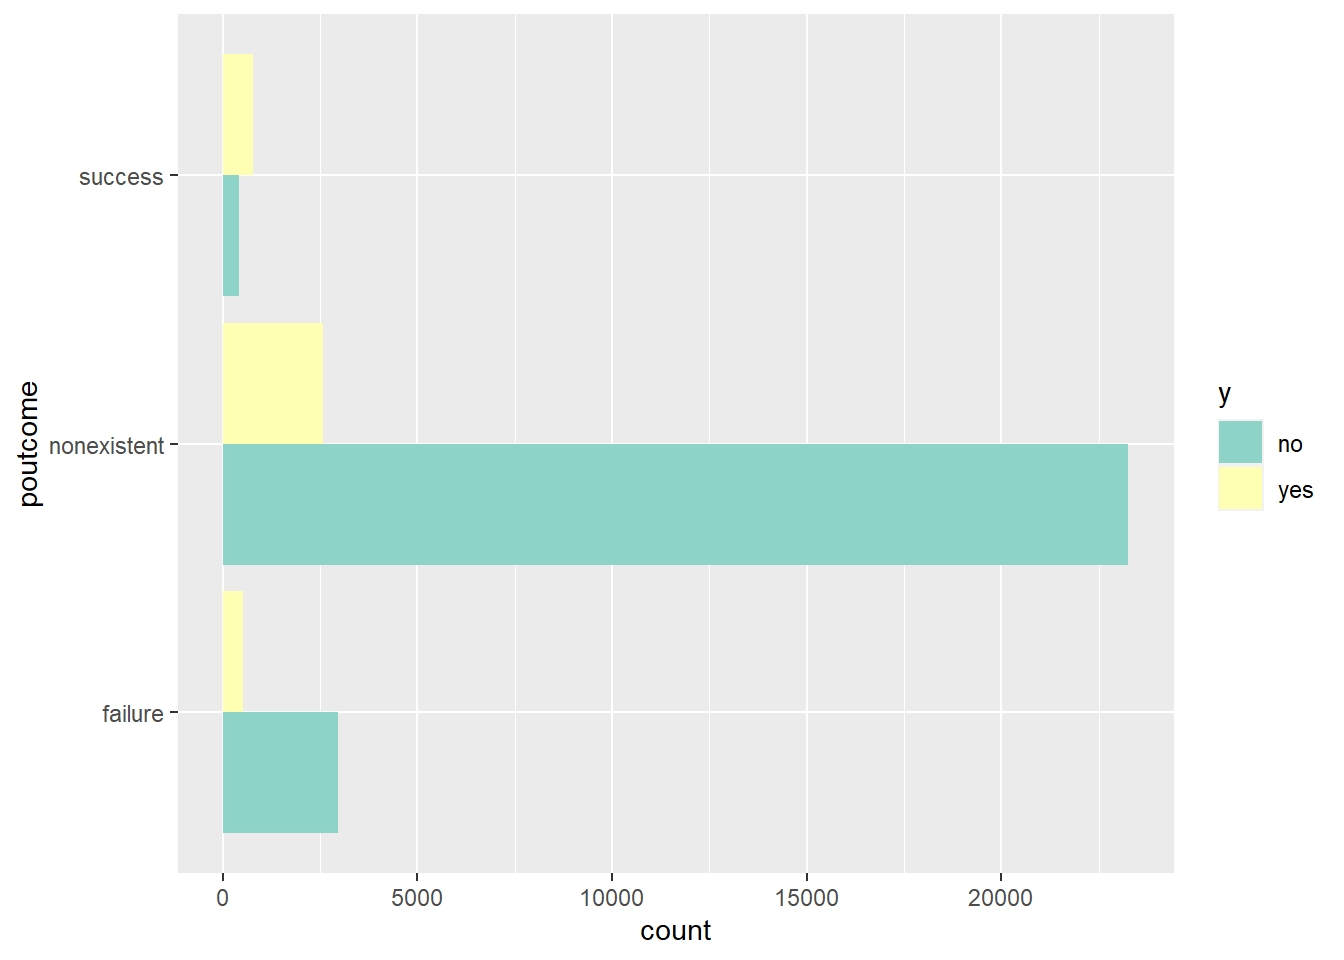 success
nonexistent
failure
poutcome
0 5000 10000 15000 20000
count
y
no
yes